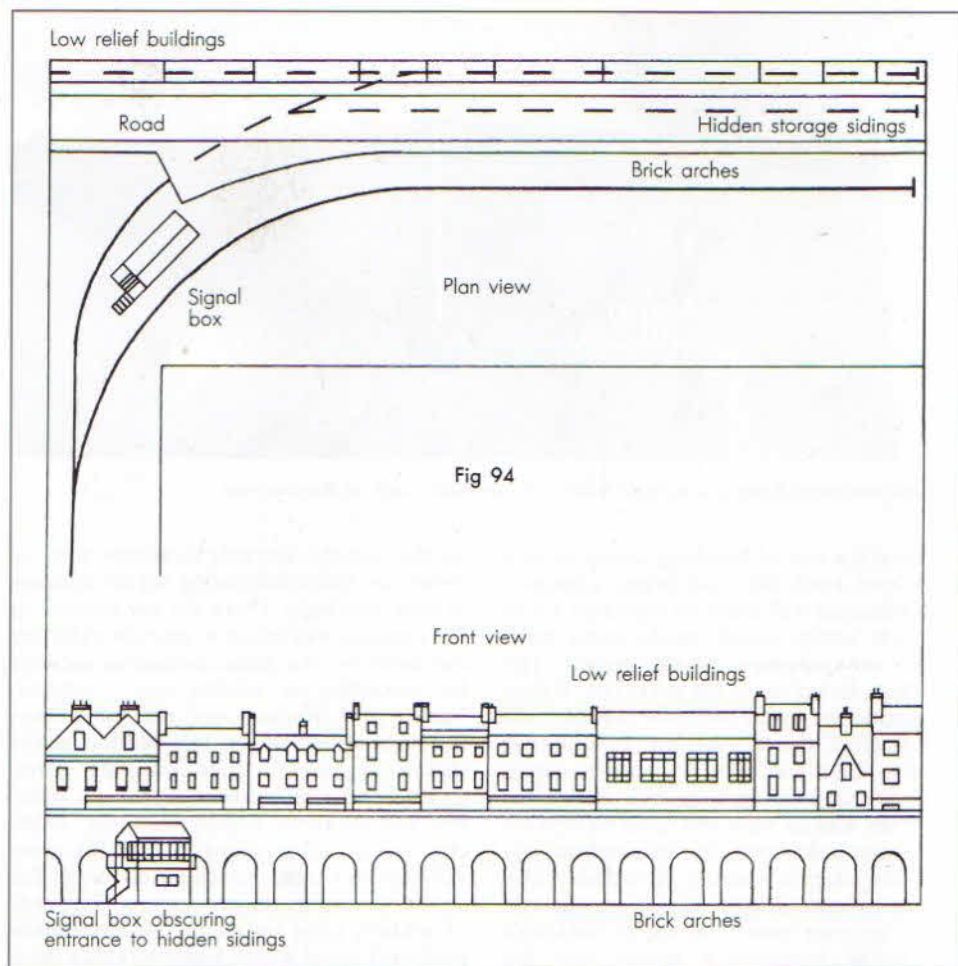 Low relief buildings
Road
Hidden storage sidings
Brick arches
Signal
box
Plan view
Fig 94
Front view
Low relief buildings
Signal box obscuring
entrance to hidden sidings
Brick arches